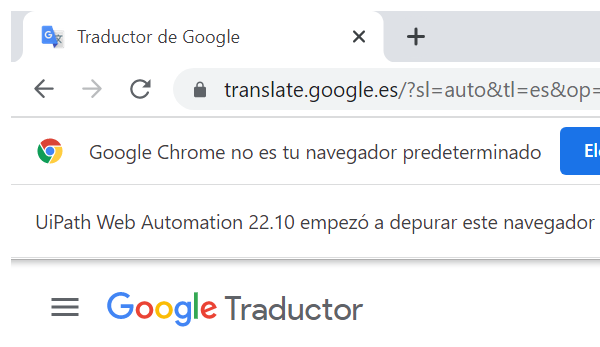 Traductor de Google
translate.google.es/?sl=auto&tl=es&op=
Google Chrome no es tu navegador predeterminado
UiPath Web Automation 22.10 empezó a depurar este navegador
Google Traductor